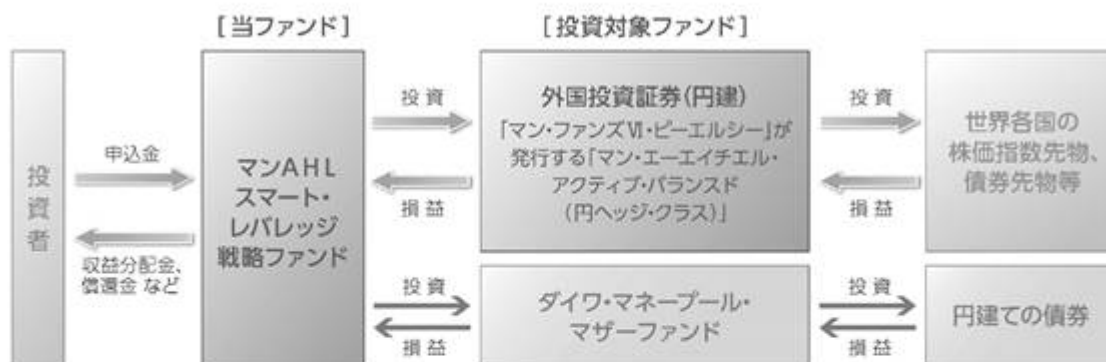 [当ファンド]
[投資対象ファンド]
投資者
申込金
収益分配金、
償還金 など
マンAHL
スマート・
レバレッジ
戦略ファンド
投 資
損 益
投 資
損 益
外国投資証券(円建)
「マン・ファンズⅥ・ピーエルシー」が
発行する「マン・エーエイチエル・
アクティブ・バランスド
(円ヘッジ・クラス)」
ダイワ・マネープール・
マザーファンド
投 資
損 益
投 資
損 益
世界各国の
株価指数先物、
債券先物等
円建ての債券